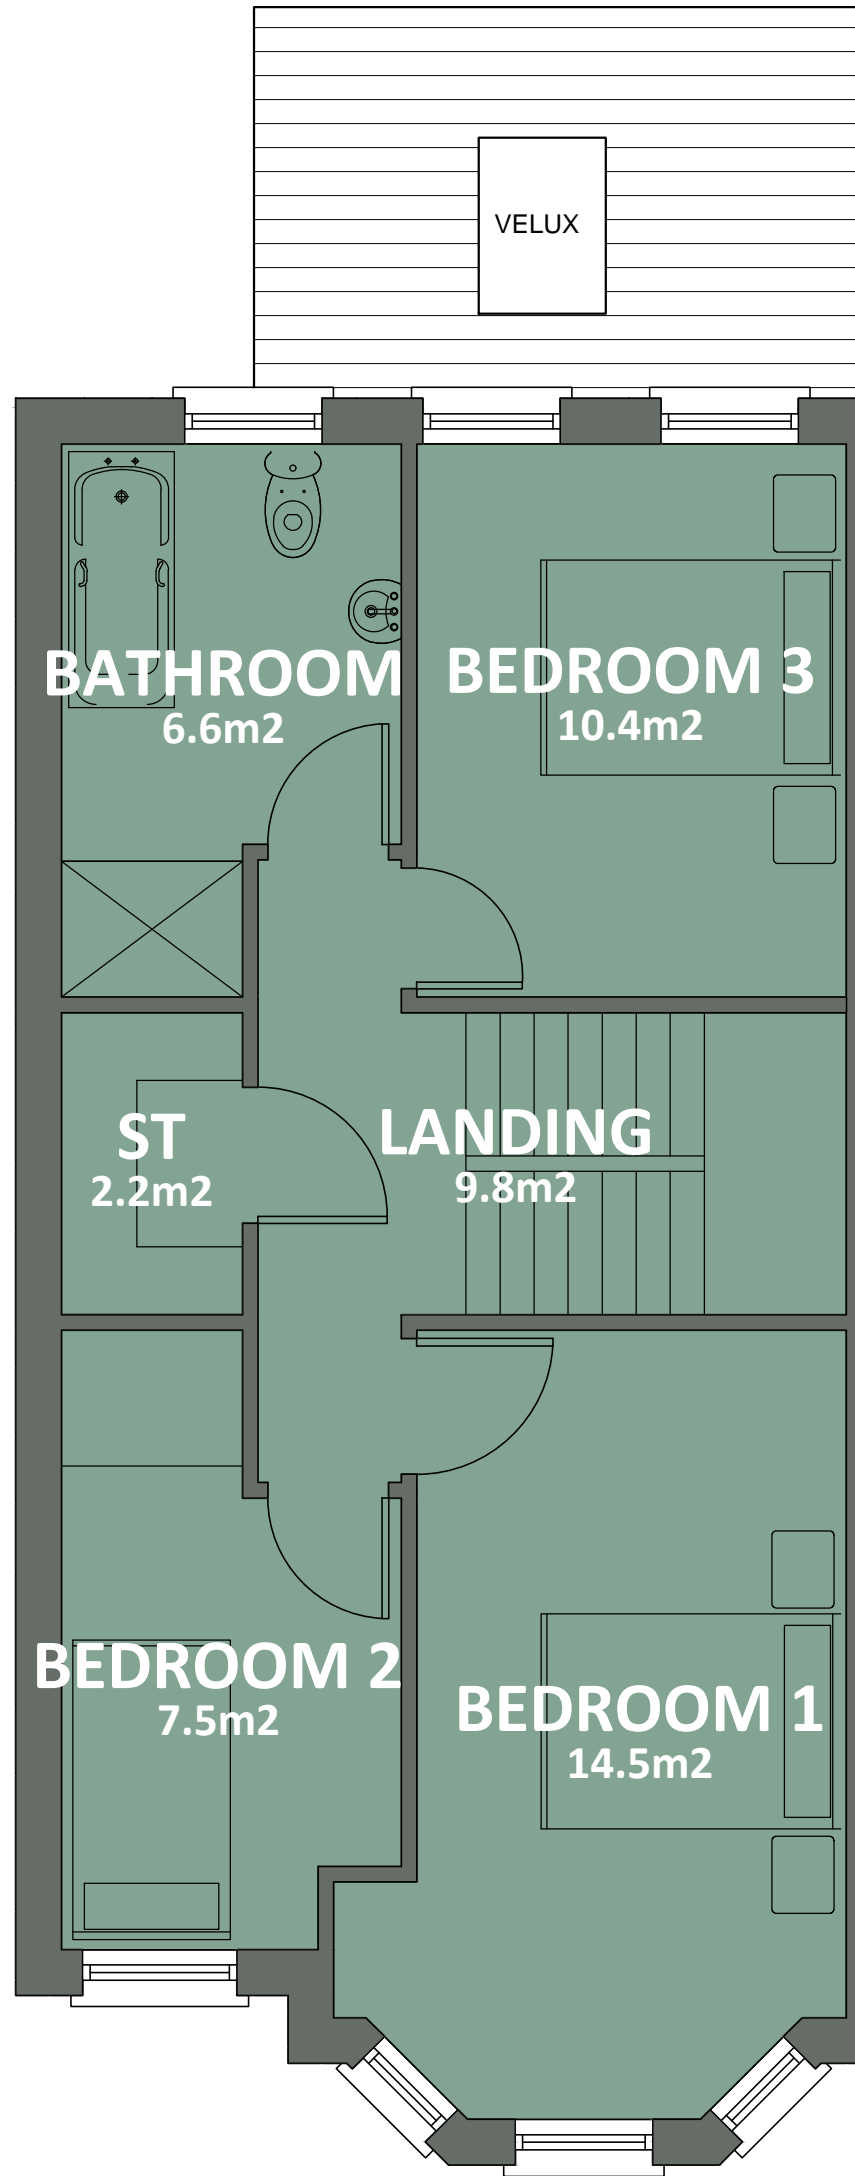 VELUX
BATHROOM
6.6m2
BEDROOM 3
10.4m2
ST
2.2m2
LANDING
9.8m2
BEDROOM 2
7.5m2
BEDROOM 1
14.5m2